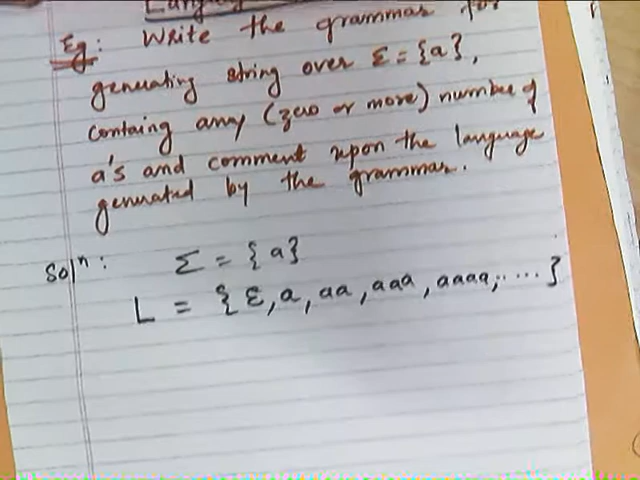 Eg: Write the grammar for
generating string over Σ = {a},
containg any (zero or more) number of
a's and comment upon the language
generated by the grammar.
Solⁿ: Σ = {a}
L = {ε, a, aa, aaa, aaaa, .... }